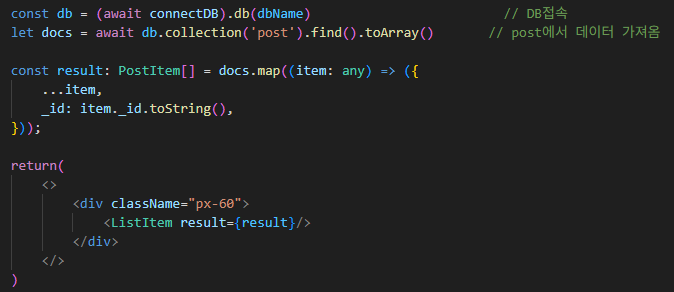 const db = (await connectDB).db(dbName) // DB접속
let docs = await db.collection('post').find().toArray() // post에서 데이터 가져옴
const result: PostItem[] = docs.map((item: any) => ({
...item,
_id: item._id.toString(),
}));
return(
<>
<div className="px-60">
<ListItem result={result}/>
</div>
</>
)